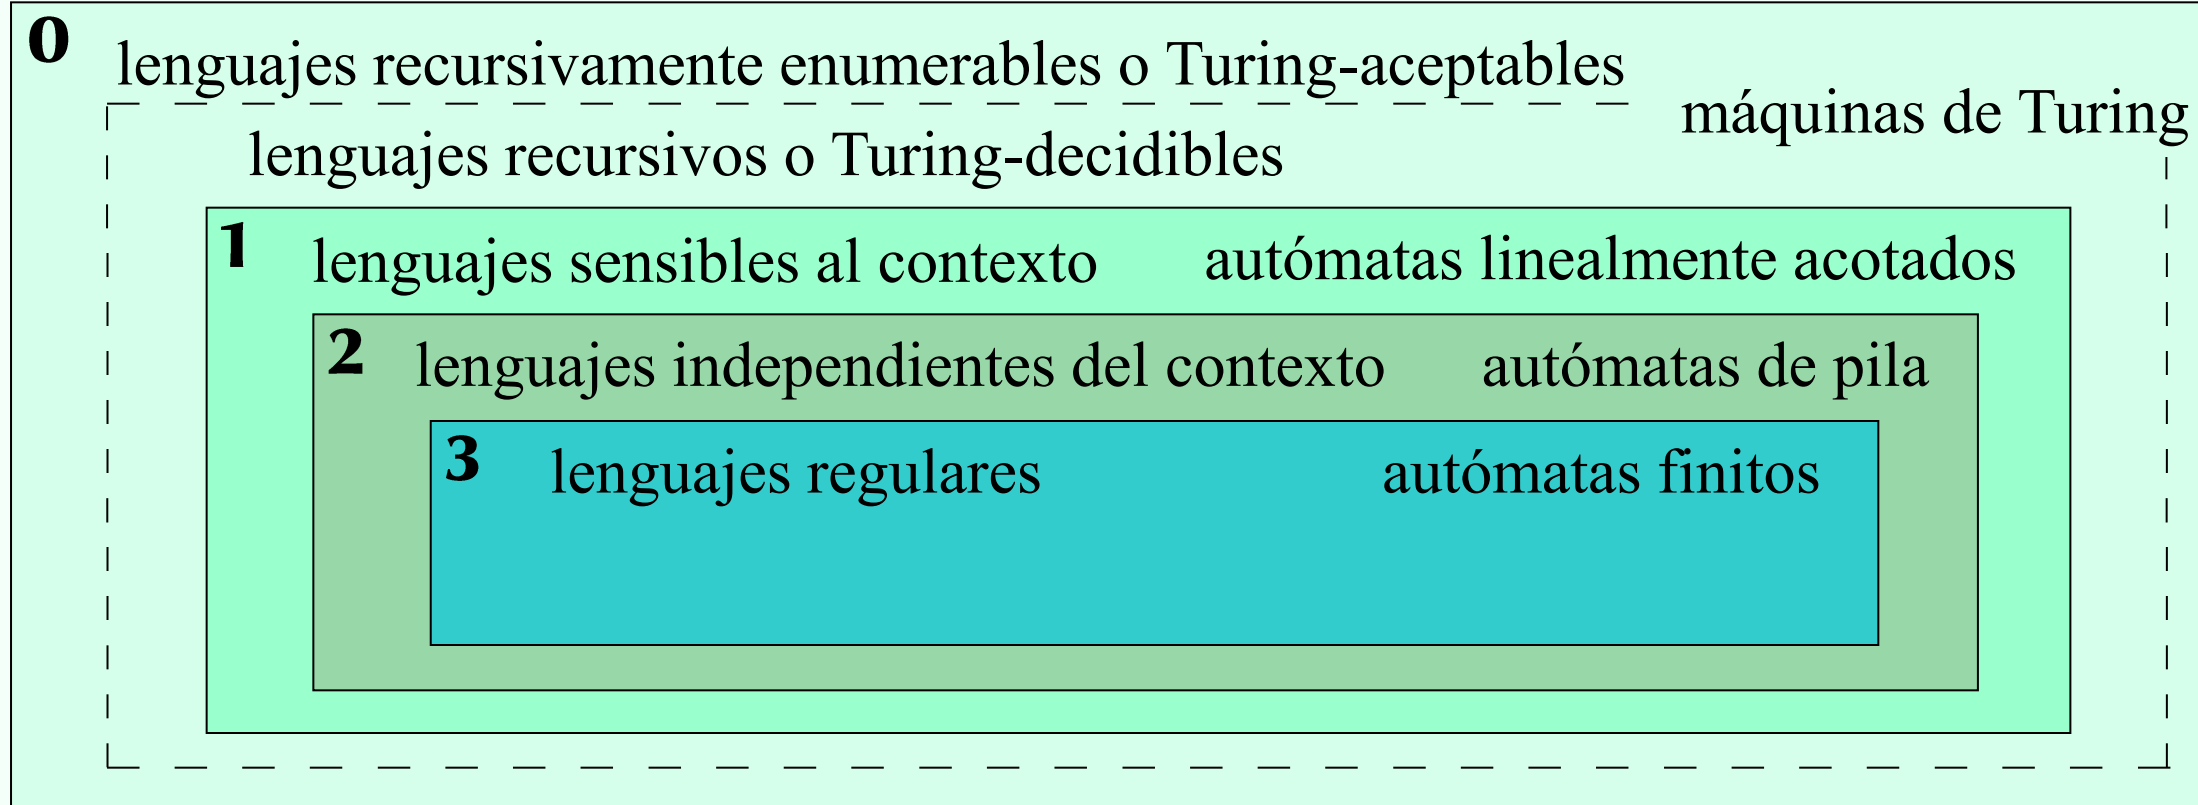 0 lenguajes recursivamente enumerables o Turing-aceptables
máquinas de Turing
lenguajes recursivos o Turing-decidibles
1 lenguajes sensibles al contexto autómatas linealmente acotados
2 lenguajes independientes del contexto autómatas de pila
3 lenguajes regulares autómatas finitos